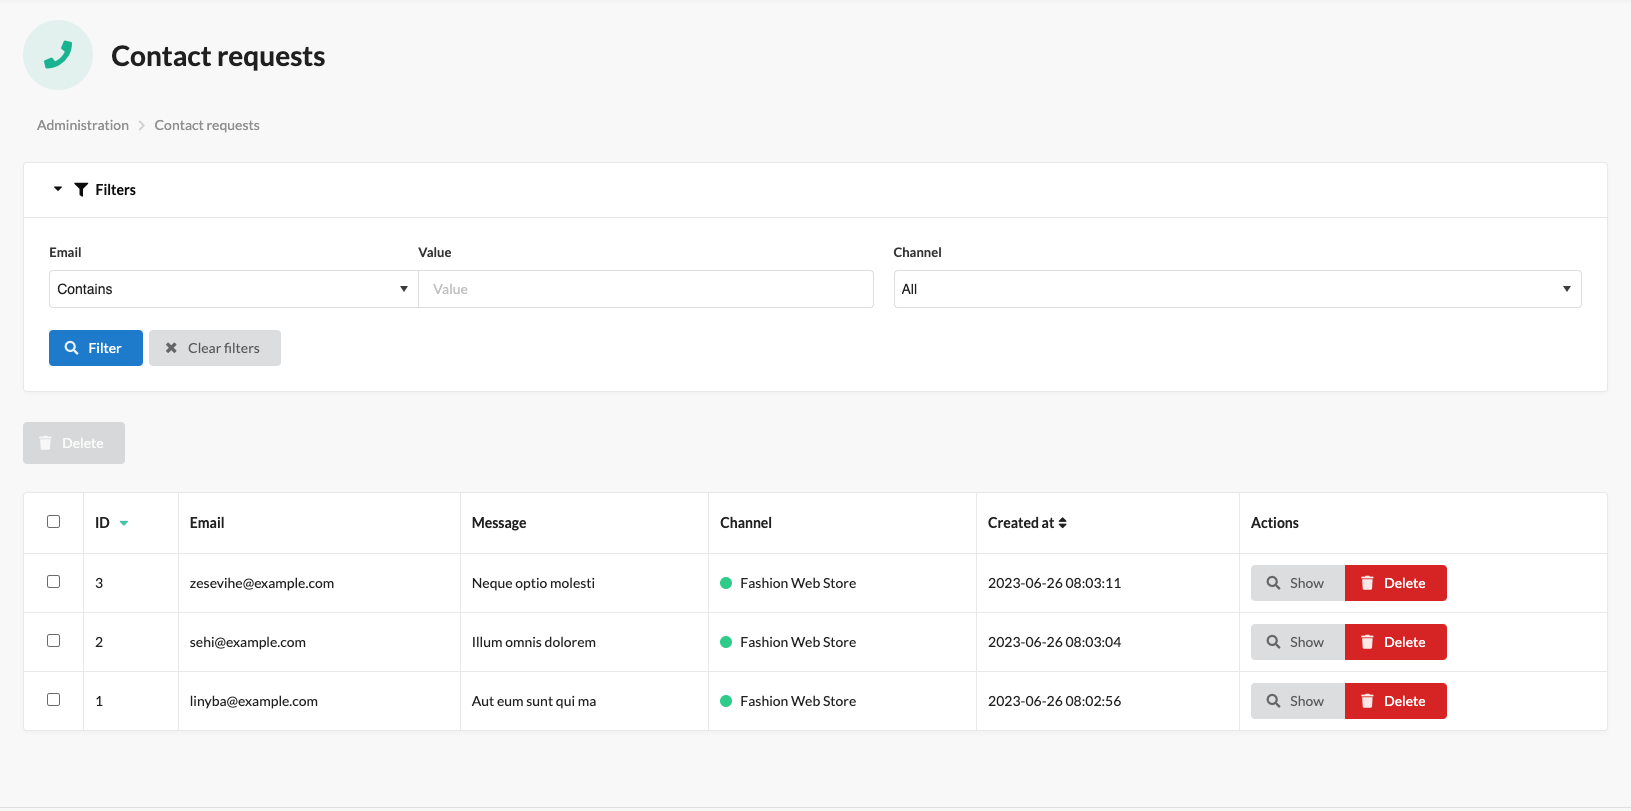 Contact requests
Administration Contact requests
Filters
Email Value Channel
Contains Value All
Filter Clear filters
Delete
ID Email Message Channel Created at Actions
3 zesevihe@example.com Neque optio molesti Fashion Web Store 2023-06-26 08:03:11 Show Delete
2 sehi@example.com Illum omnis dolorem Fashion Web Store 2023-06-26 08:03:04 Show Delete
1 linyba@example.com Aut eum sunt qui ma Fashion Web Store 2023-06-26 08:02:56 Show Delete